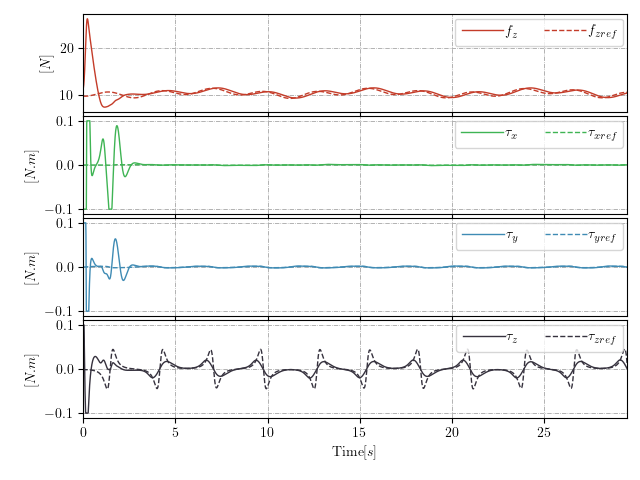 [N]
20
10
f_z f_zref
[N.m]
0.1
0.0
−0.1
τ_x τ_xref
[N.m]
0.1
0.0
−0.1
τ_y τ_yref
[N.m]
0.1
0.0
−0.1
τ_z τ_zref
0 5 10 15 20 25
Time[s]